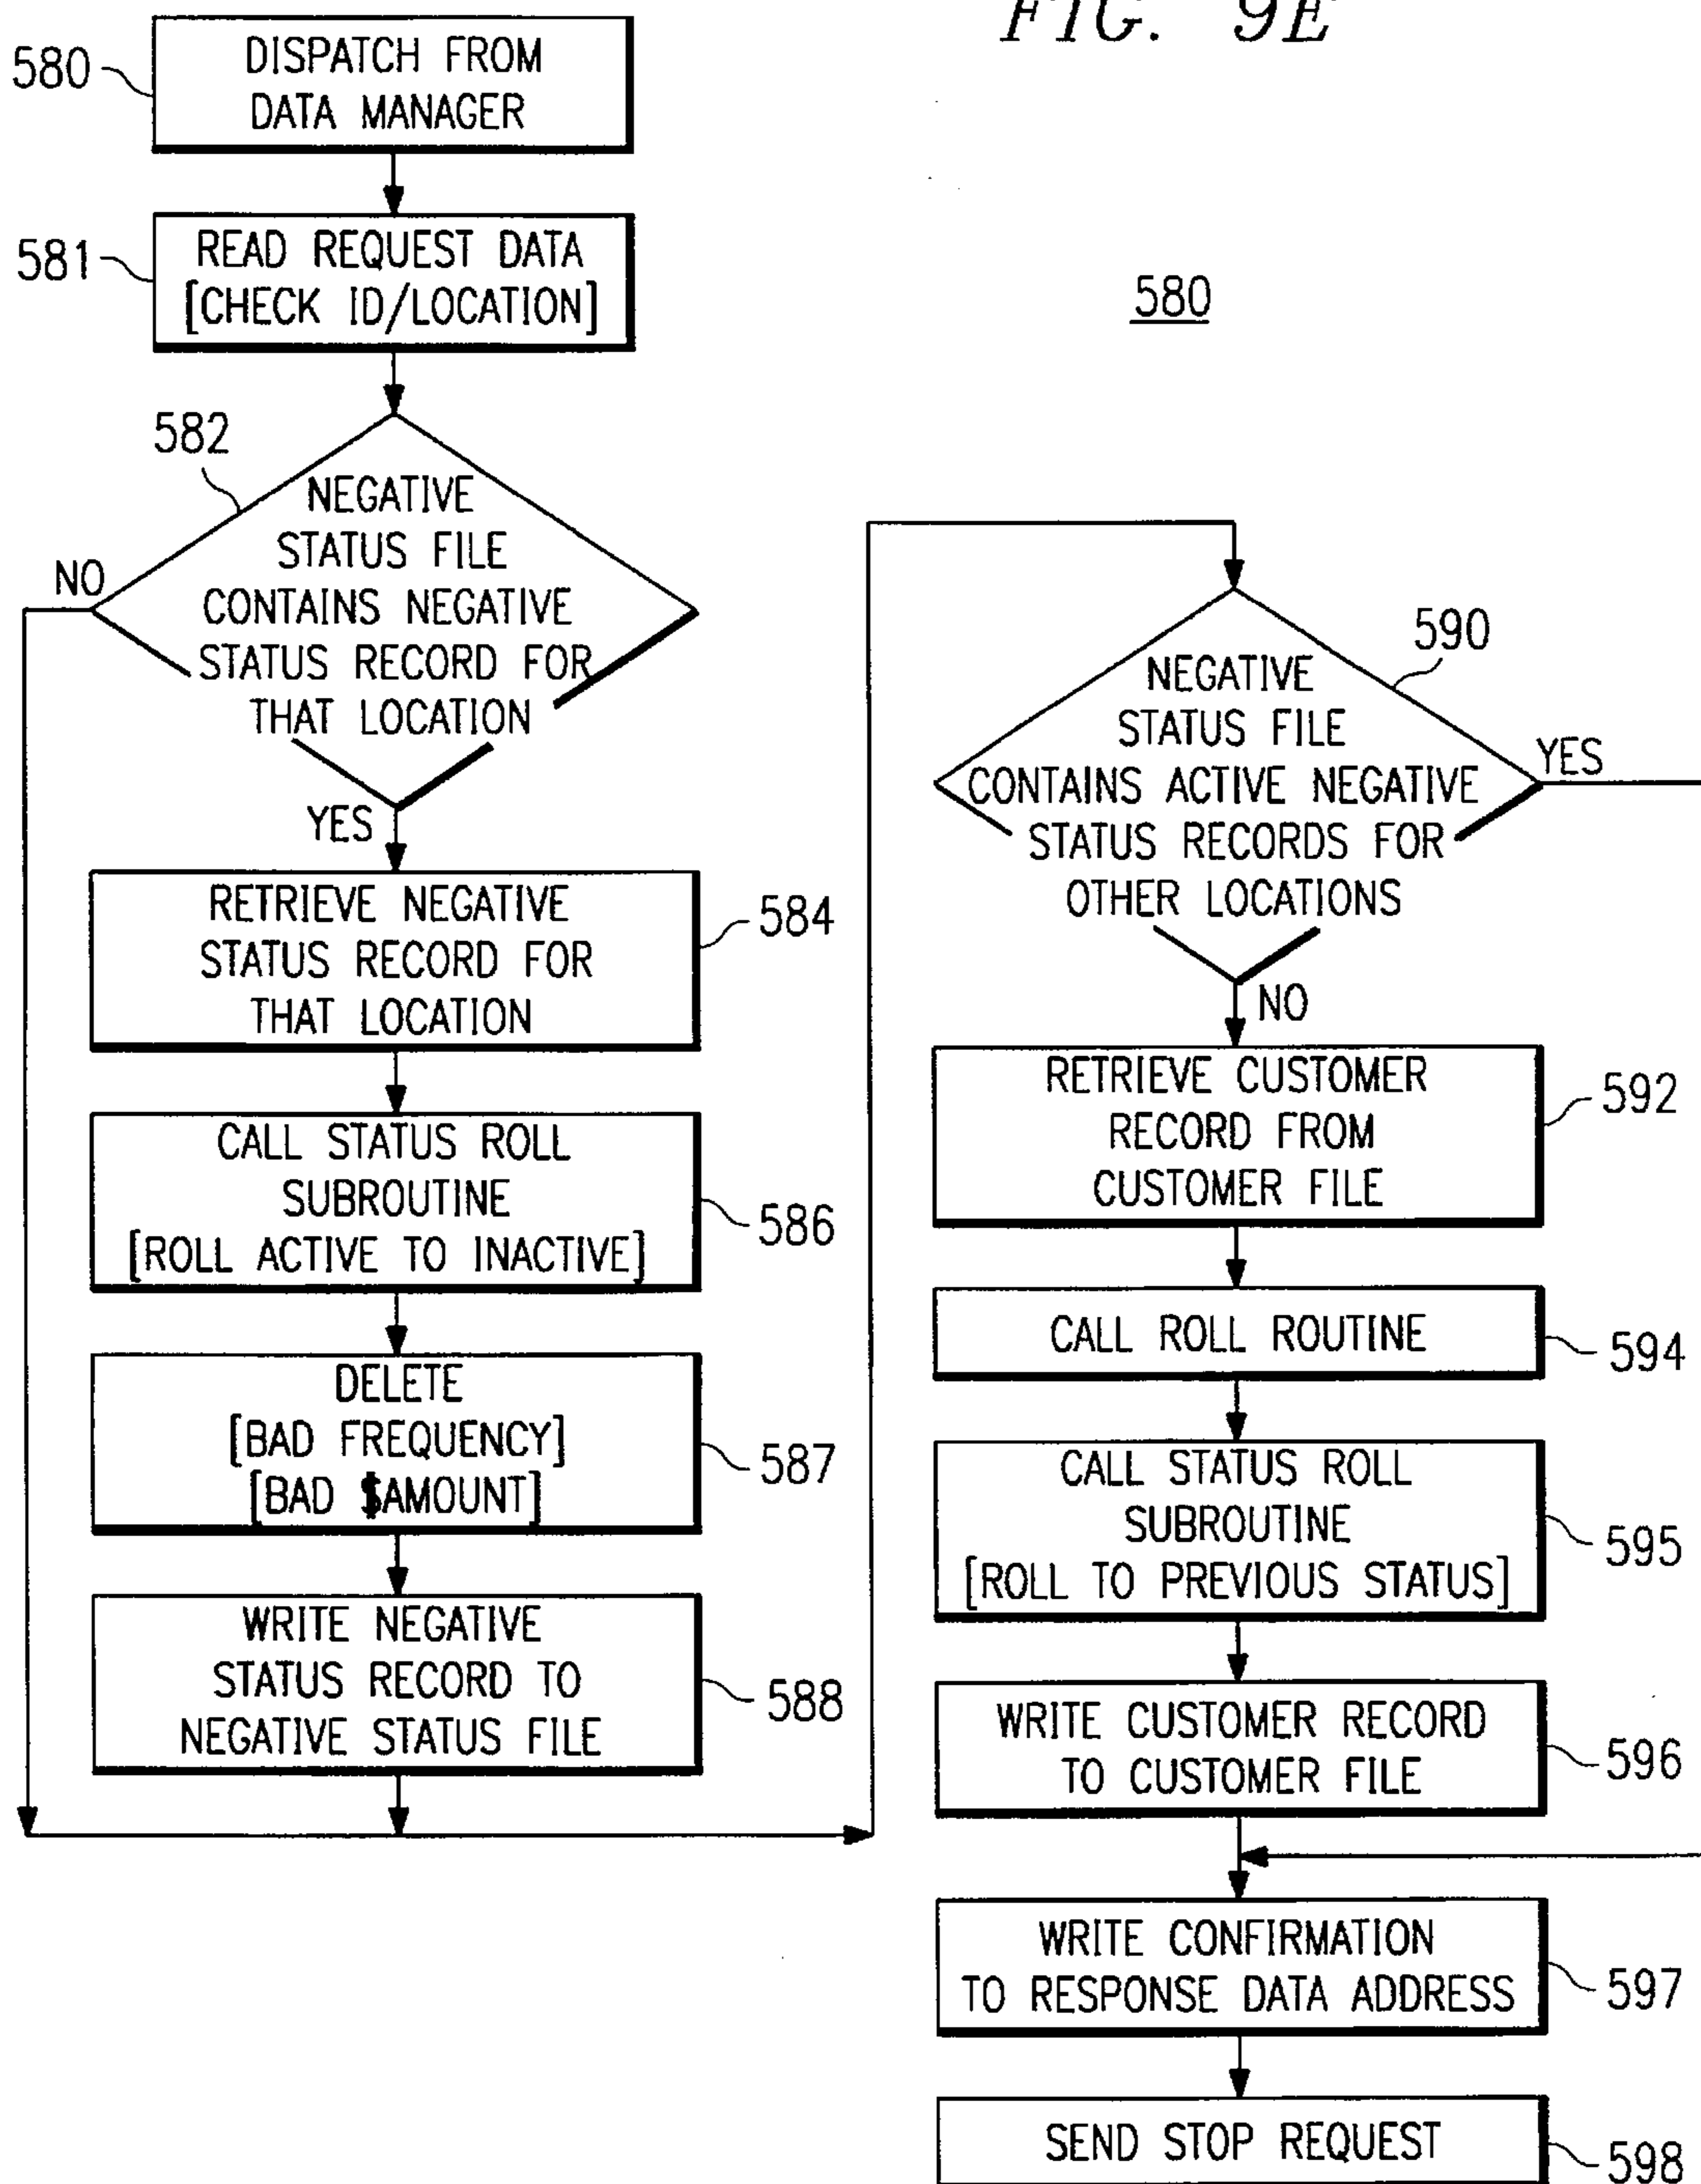 FIG. 9E
580
DISPATCH FROM
DATA MANAGER
581
READ REQUEST DATA
[CHECK ID/LOCATION]
580
582
NEGATIVE
STATUS FILE
CONTAINS NEGATIVE
STATUS RECORD FOR
THAT LOCATION
NO
YES
RETRIEVE NEGATIVE
STATUS RECORD FOR
THAT LOCATION
584
CALL STATUS ROLL
SUBROUTINE
[ROLL ACTIVE TO INACTIVE]
586
DELETE
[BAD FREQUENCY]
[BAD $AMOUNT]
587
WRITE NEGATIVE
STATUS RECORD TO
NEGATIVE STATUS FILE
588
590
NEGATIVE
STATUS FILE
CONTAINS ACTIVE NEGATIVE
STATUS RECORDS FOR
OTHER LOCATIONS
YES
NO
RETRIEVE CUSTOMER
RECORD FROM
CUSTOMER FILE
592
CALL ROLL ROUTINE
594
CALL STATUS ROLL
SUBROUTINE
[ROLL TO PREVIOUS STATUS]
595
WRITE CUSTOMER RECORD
TO CUSTOMER FILE
596
WRITE CONFIRMATION
TO RESPONSE DATA ADDRESS
597
SEND STOP REQUEST
598